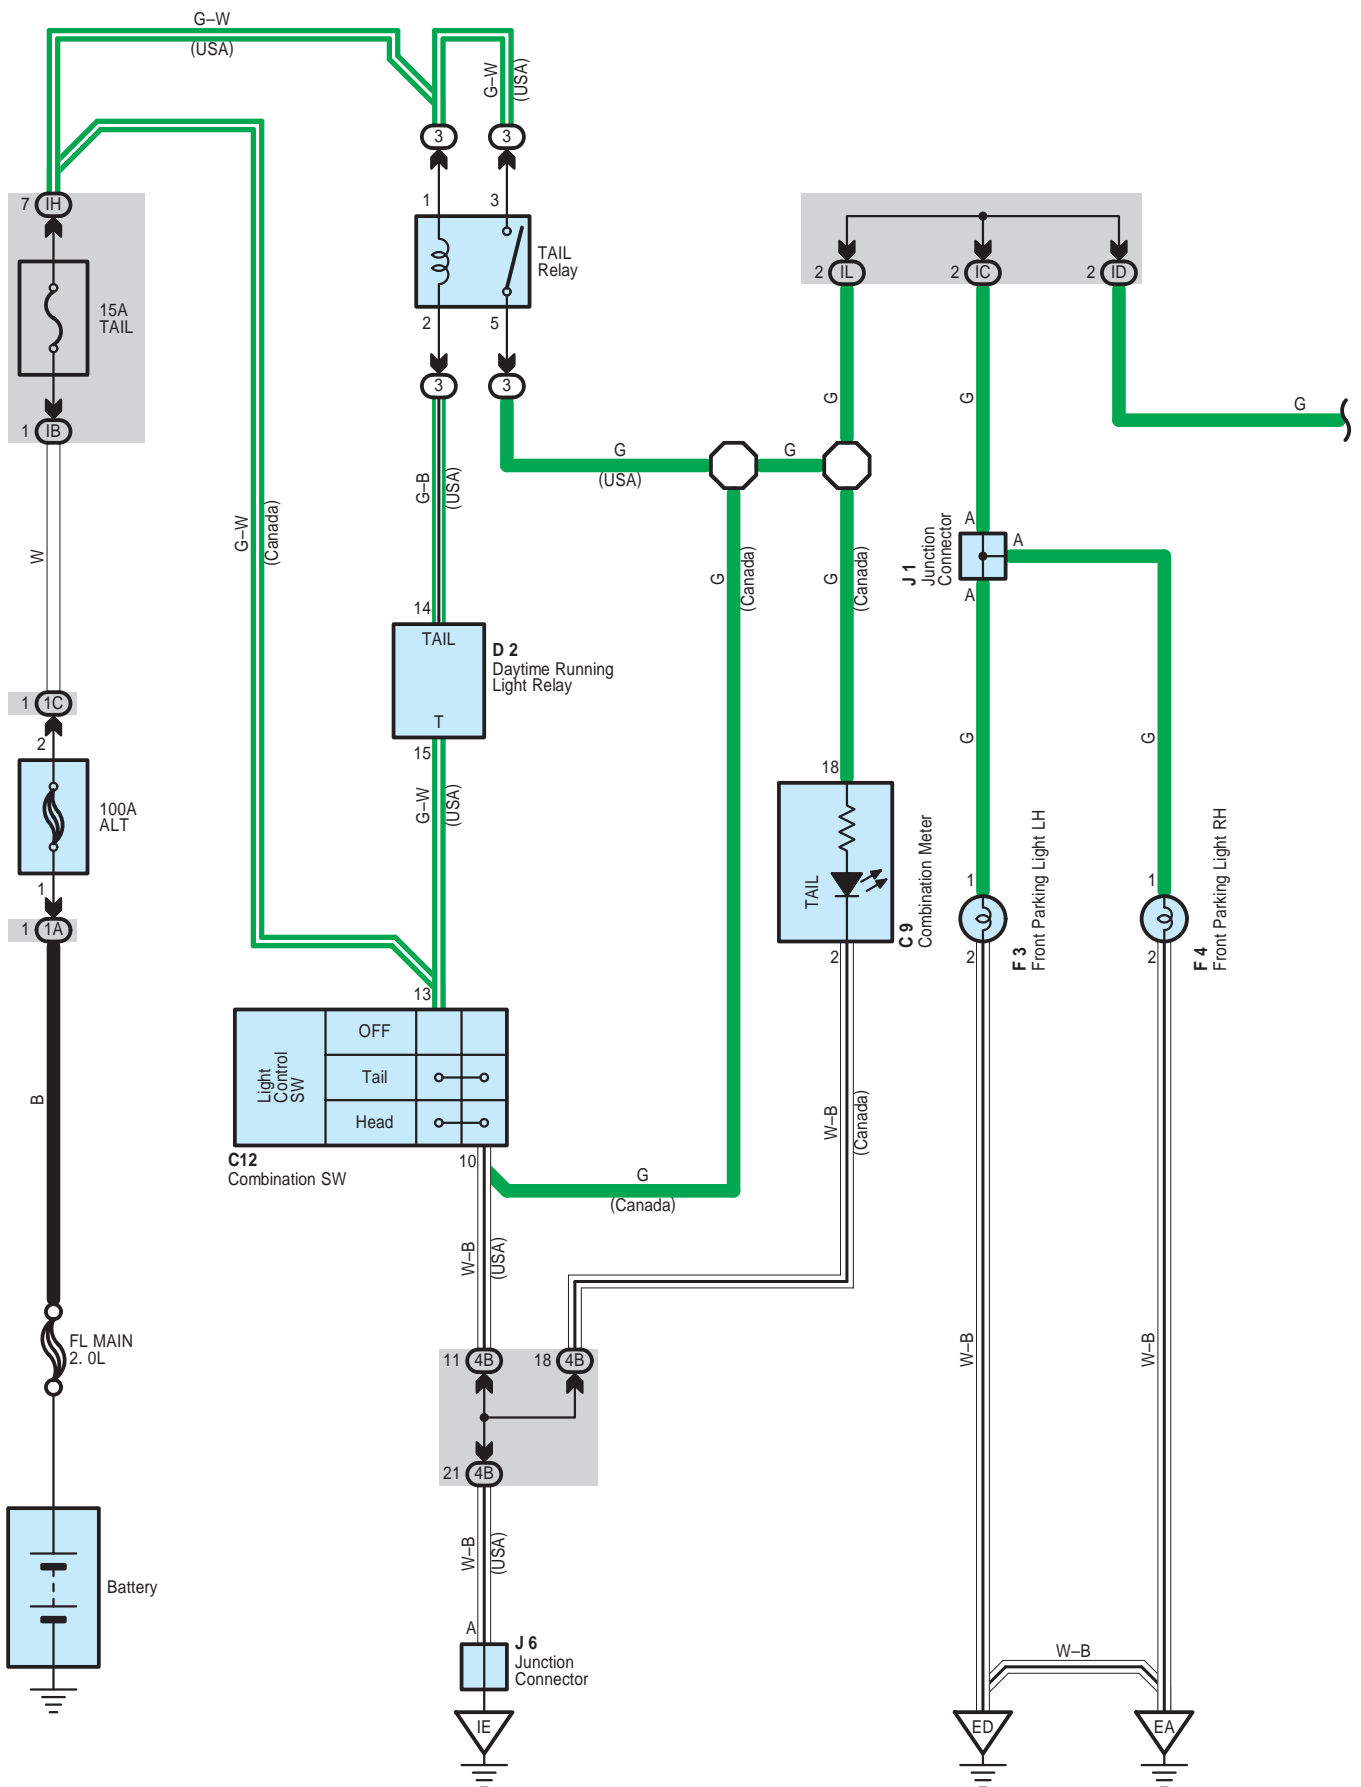 G–W
(USA)
G–W
(USA)
3
3
1
3
TAIL
Relay
2
5
3
3
7
IH
15A
TAIL
1
IB
W
1
1C
2
100A
ALT
1
1
1A
B
FL MAIN
2. 0L
Battery
G–W
(Canada)
G–B
(USA)
14
TAIL
T
D 2
Daytime Running
Light Relay
15
G–W
(USA)
13
Light
Control
SW
OFF
Tail
Head
C12
Combination SW
10
G
(Canada)
W–B
(USA)
11
4B
18
4B
21
4B
W–B
(USA)
A
J 6
Junction
Connector
IE
G
(USA)
G
G
(Canada)
2
IL
2
IC
2
ID
G
G
G
G
(Canada)
18
TAIL
C 9
Combination Meter
2
W–B
(Canada)
A
J 1
Junction
Connector
A
A
G
G
1
F 3
Front Parking Light LH
2
1
F 4
Front Parking Light RH
2
W–B
W–B
W–B
ED
EA